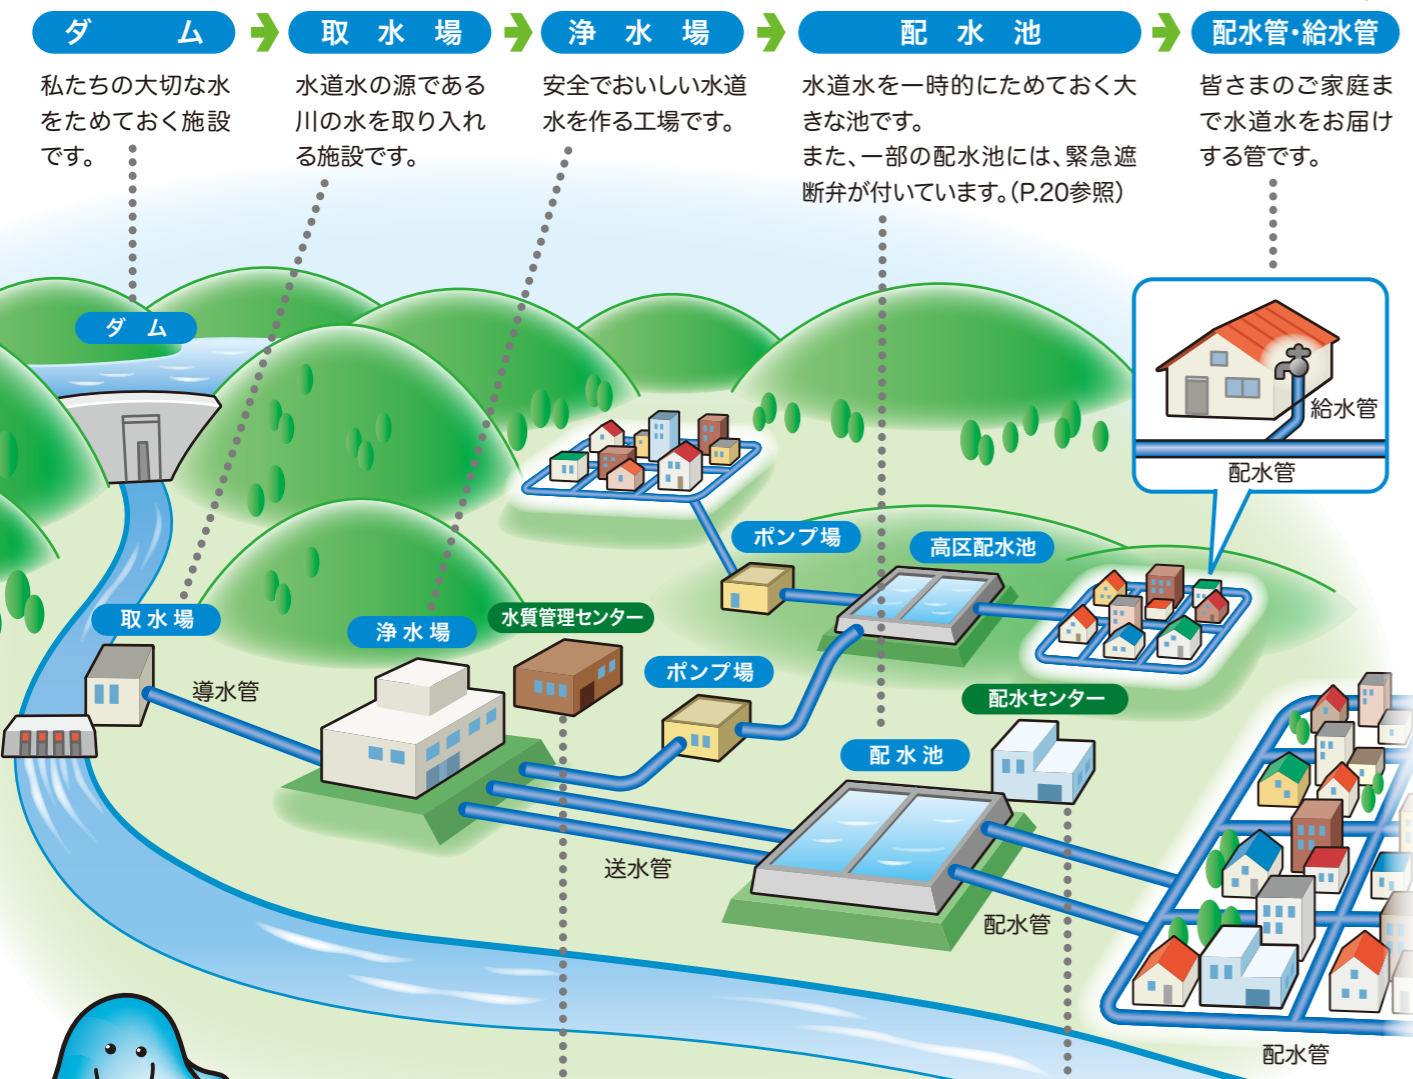 ダム
取水場
浄水場
配水池
配水管・給水管
私たちの大切な水
をためておく施設
です。
水道水の源である
川の水を取り入れ
る施設です。
安全でおいしい水道
水を作る工場です。
水道水を一時的にためておく大
きな池です。
また、一部の配水池には、緊急遮
断弁が付いています。(P.20参照)
皆さまのご家庭ま
で水道水をお届け
する管です。
ダム
給水管
配水管
ポンプ場
高区配水池
取水場
浄水場
水質管理センター
ポンプ場
導水管
配水センター
配水池
送水管
配水管
配水管